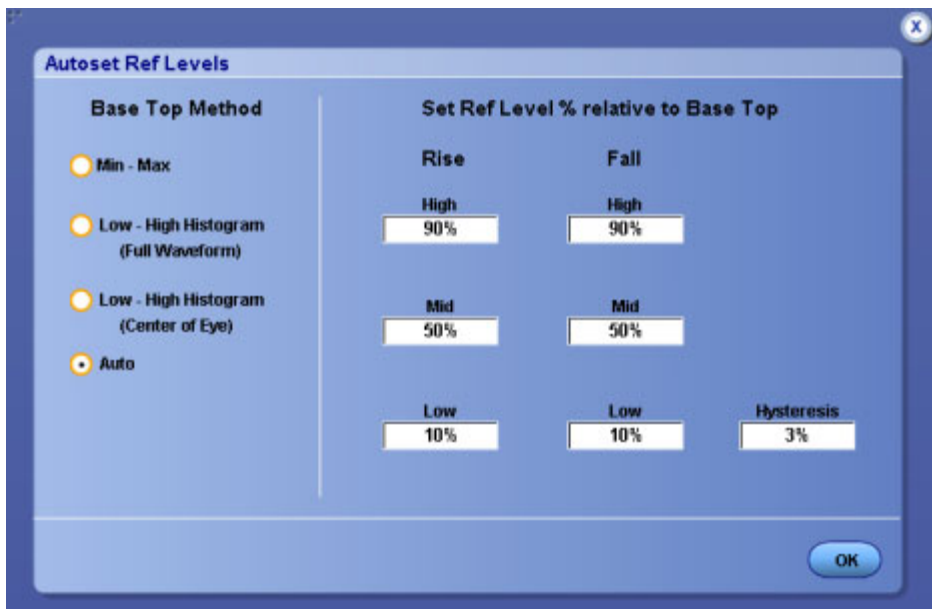 X
Autoset Ref Levels
Base Top Method
Min - Max
Low - High Histogram
(Full Waveform)
Low - High Histogram
(Center of Eye)
Auto
Set Ref Level % relative to Base Top
Rise Fall
High High
90% 90%
Mid Mid
50% 50%
Low Low Hysteresis
10% 10% 3%
OK